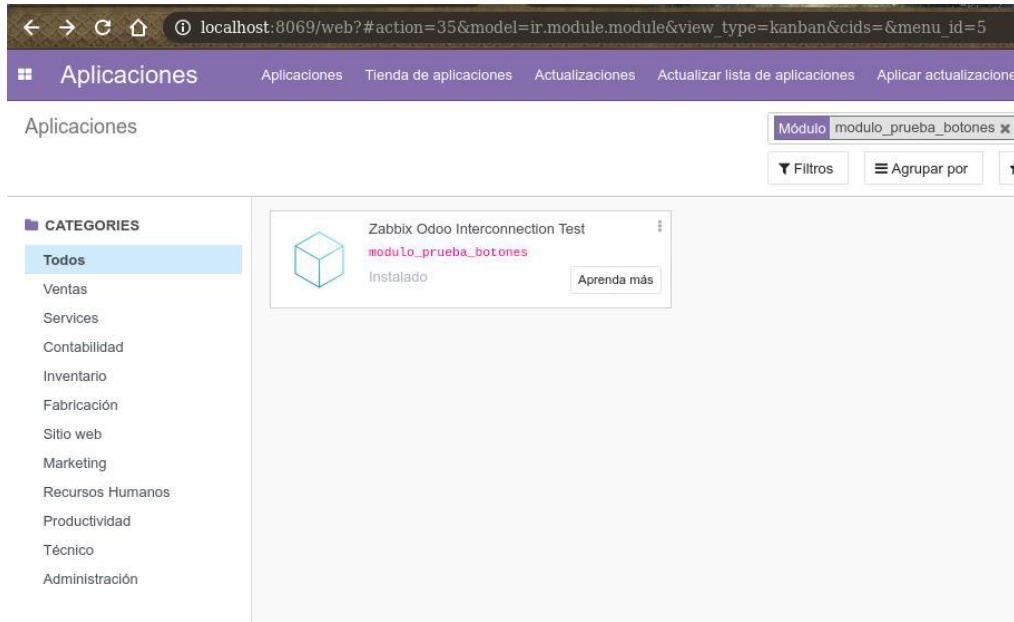 localhost:8069/web?#action=35&model=ir.module.module&view_type=kanban&cids=&menu_id=5
Aplicaciones Aplicaciones Tienda de aplicaciones Actualizaciones Actualizar lista de aplicaciones Aplicar actualizacione
Aplicaciones
Módulo modulo_prueba_botones
Filtros Agrupar por
CATEGORIES
Todos
Ventas
Services
Contabilidad
Inventario
Fabricación
Sitio web
Marketing
Recursos Humanos
Productividad
Técnico
Administración
Zabbix Odoo Interconnection Test
modulo_prueba_botones
Instalado Aprenda más